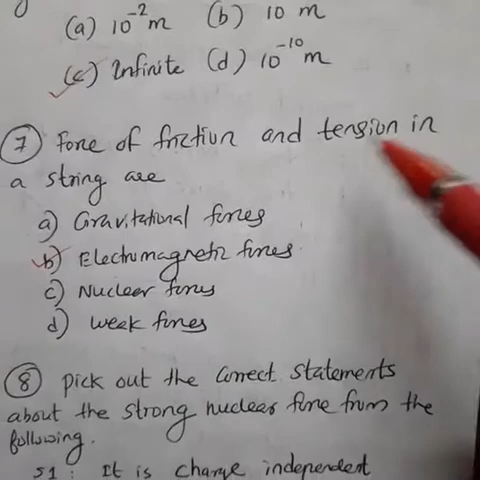 (a) 10⁻² m (b) 10 m
(c) Infinite (d) 10⁻¹⁰ m
(7) Force of friction and tension in
a string are
a) Gravitational forces
b) Electromagnetic forces
c) Nuclear forces
d) weak forces
(8) pick out the correct statements
about the strong nuclear force from the
following.
S1: It is charge independent